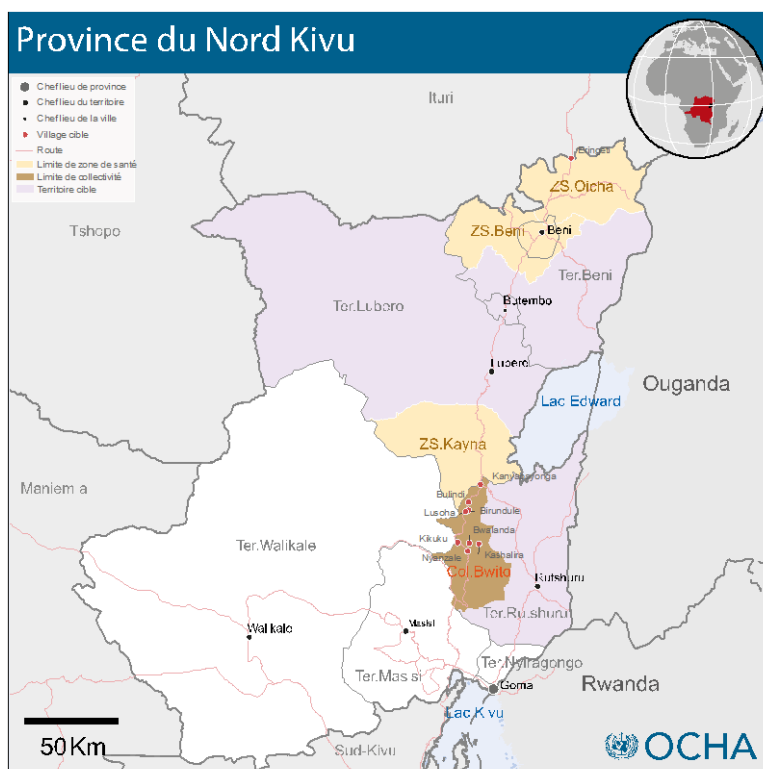 Province du Nord Kivu
Chef lieu de province
Chef lieu du territoire
Chef lieu de la ville
Village cible
Route
Limite de zone de santé
Limite de collectivité
Territoire cible
Ituri
Eringes
ZS.Oicha
Tshopo
ZS.Beni
Beni
Ter.Beni
Butembo
Ter.Lubero
Lubero
Ouganda
Lac Edward
ZS.Kayna
Maniema
Kanyabayonga
Bulindi
Lusoha
Birundule
Ter.Walikale
Kikuku
Bwalanda
Nyanzale
Kashalira
Col.Bwito
Rutshuru
Ter.Rutshuru
Walikale
Masisi
Ter.Masisi
Ter.Nyiragongo
Goma
Rwanda
Lac Kivu
50Km
Sud-Kivu
OCHA